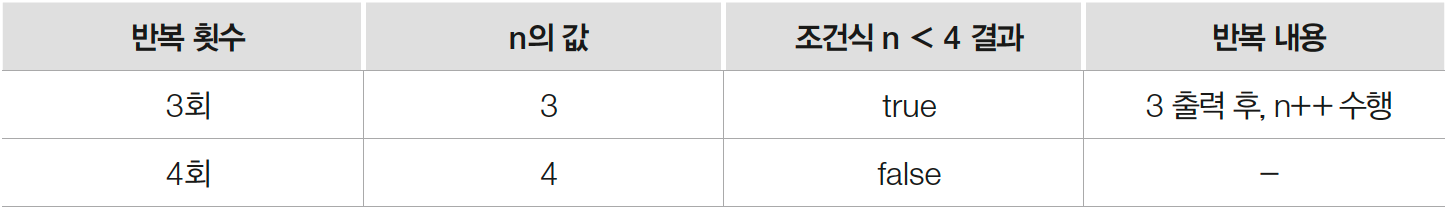 반복 횟수 n의 값 조건식 n < 4 결과 반복 내용
3회 3 true 3 출력 후, n++ 수행
4회 4 false –